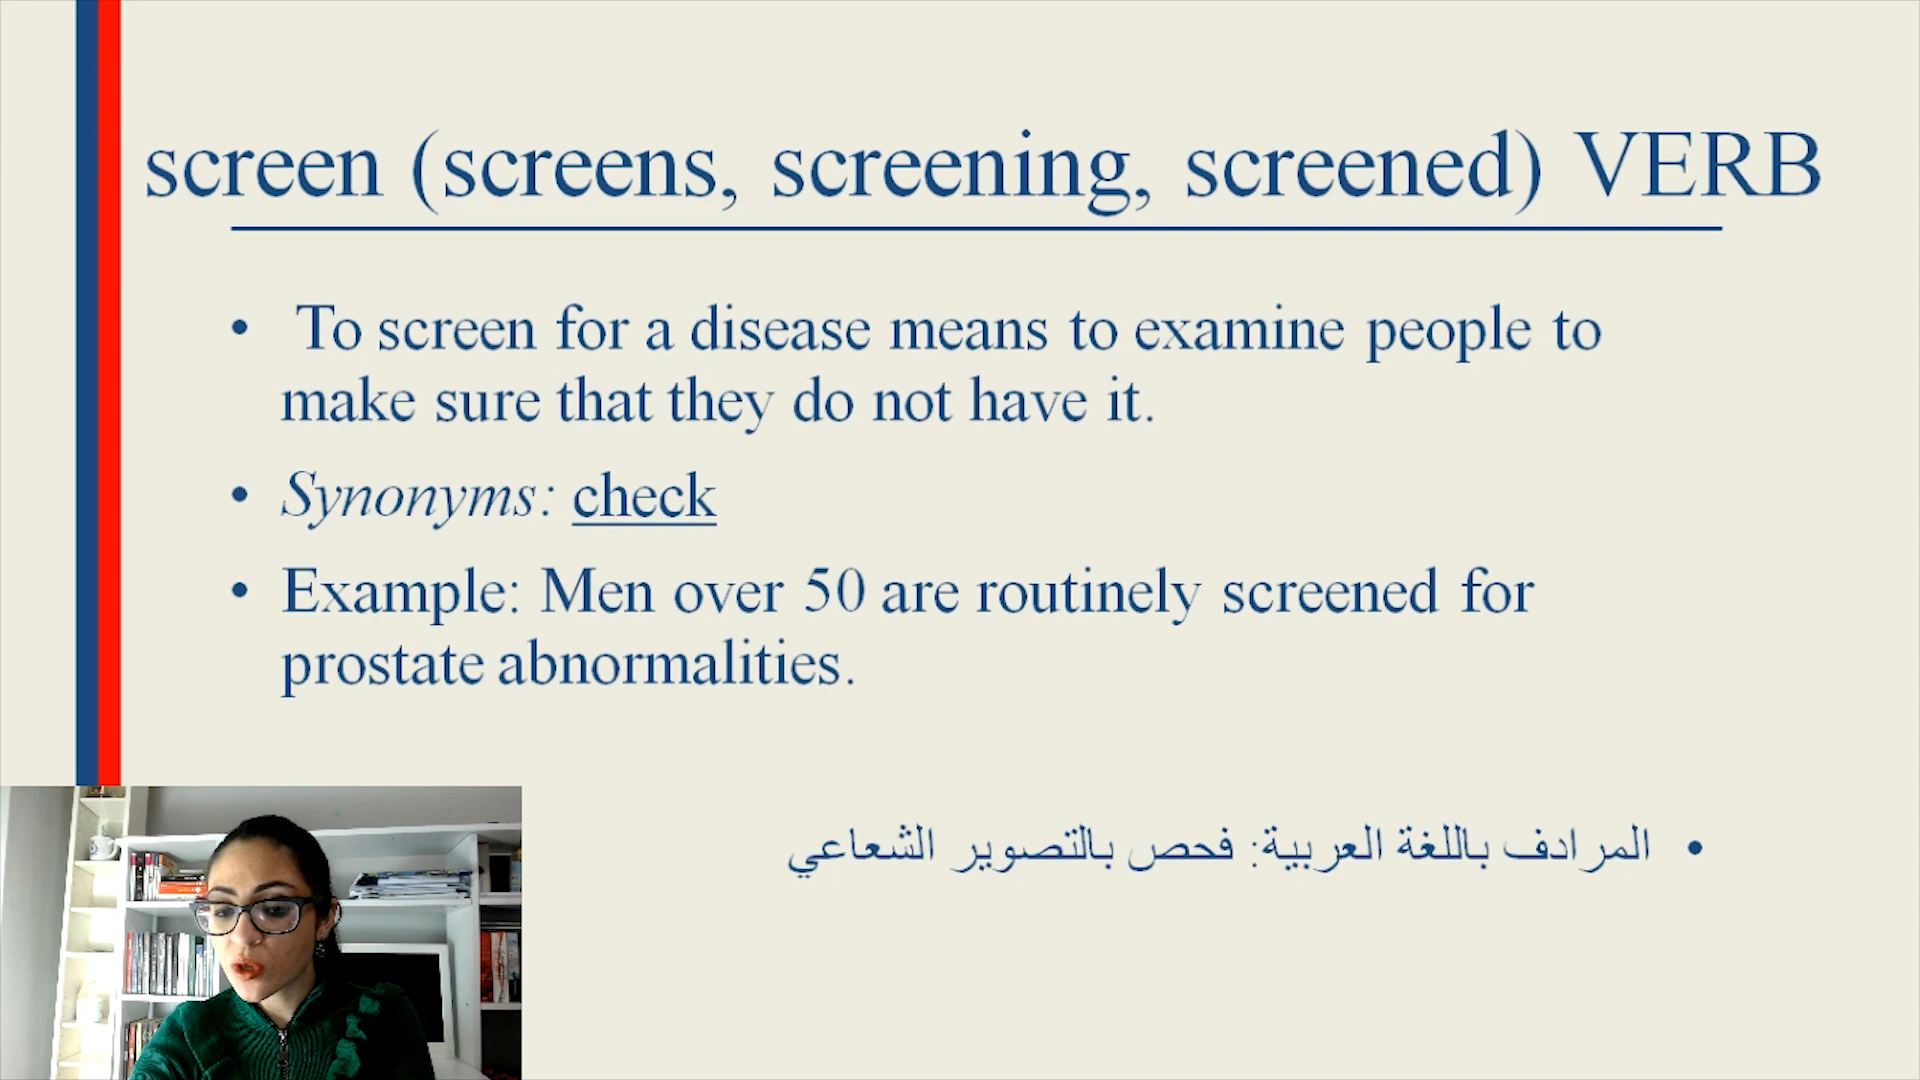 screen (screens, screening, screened) VERB
• To screen for a disease means to examine people to
make sure that they do not have it.
• Synonyms: check
• Example: Men over 50 are routinely screened for
prostate abnormalities.
• المرادف باللغة العربية: فحص بالتصوير الشعاعي